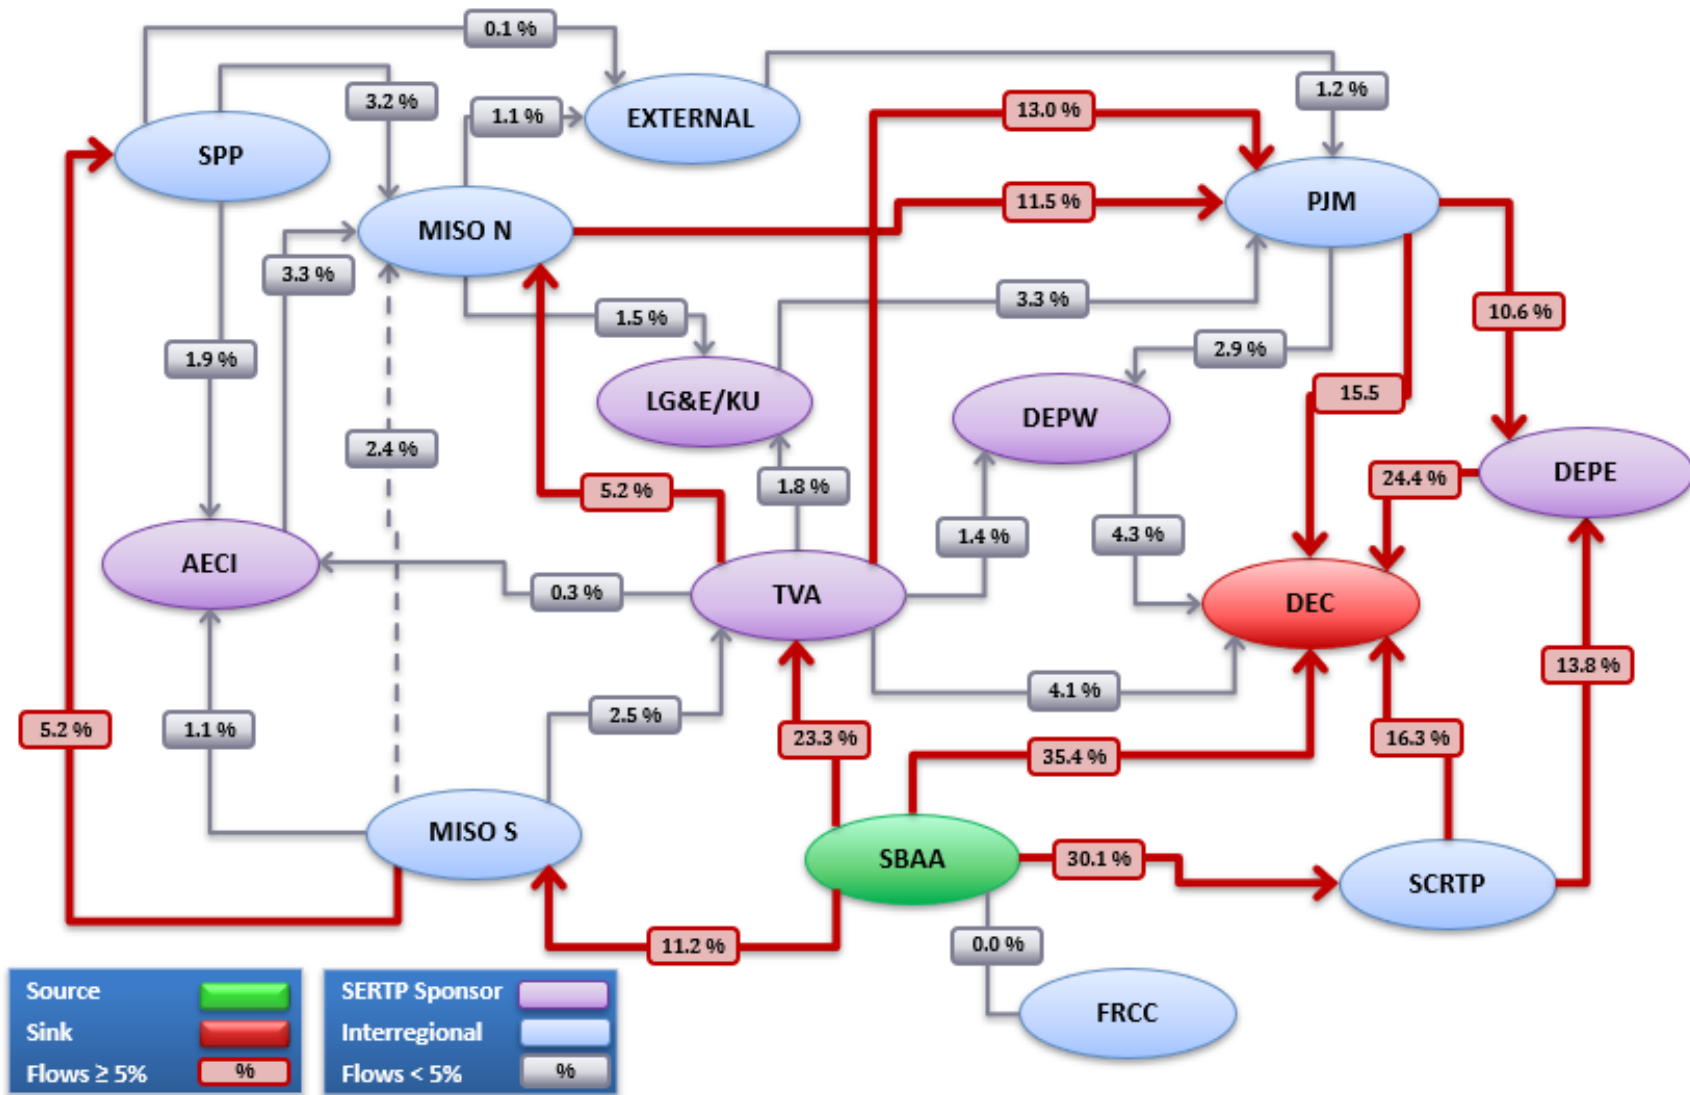 0.1 %
3.2 %
1.1 %
EXTERNAL
13.0 %
1.2 %
SPP
11.5 %
PJM
MISO N
3.3 %
1.5 %
3.3 %
10.6 %
1.9 %
2.9 %
LG&E/KU
15.5
DEPW
2.4 %
DEPE
24.4 %
5.2 %
1.8 %
1.4 %
4.3 %
AECI
0.3 %
TVA
DEC
13.8 %
4.1 %
5.2 %
1.1 %
2.5 %
23.3 %
35.4 %
16.3 %
MISO S
SBAA
30.1 %
SCRTP
11.2 %
0.0 %
FRCC
Source
Sink
Flows ≥ 5%
%
SERTP Sponsor
Interregional
Flows < 5%
%